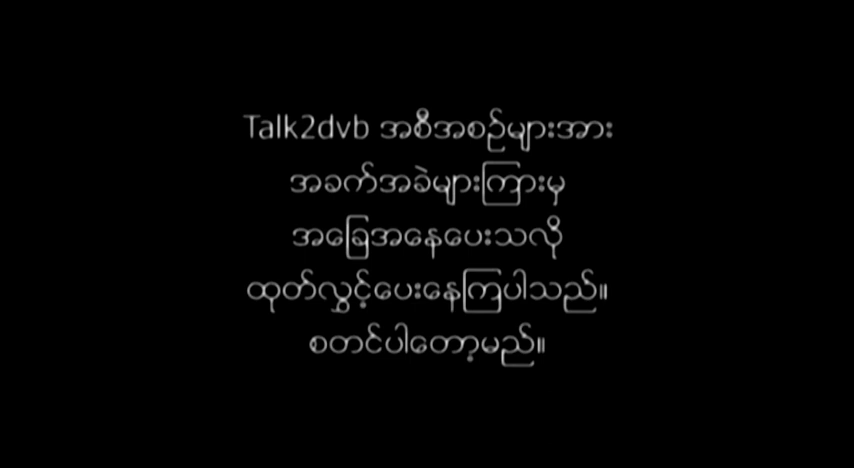 Talk2dvb အစီအစဉ်များအား
အခက်အခဲများကြားမှ
အခြေအနေပေးသလို
ထုတ်လွှင့်ပေးနေကြပါသည်။
စတင်ပါတော့မည်။